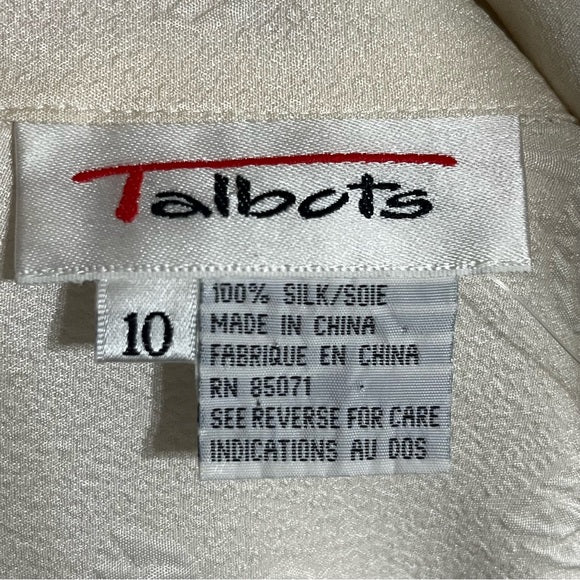 Talbots
10
100% SILK/SOIE
MADE IN CHINA
FABRIQUE EN CHINA
RN 85071
SEE REVERSE FOR CARE
INDICATIONS AU DOS